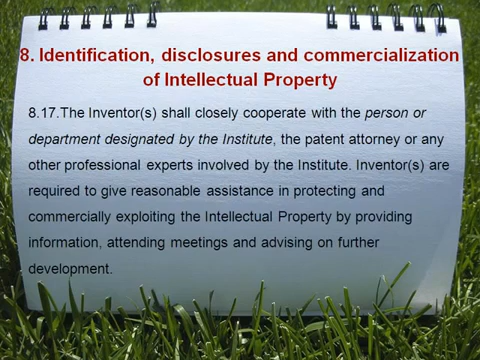 8. Identification, disclosures and commercialization
of Intellectual Property
8.17.The Inventor(s) shall closely cooperate with the person or
department designated by the Institute, the patent attorney or any
other professional experts involved by the Institute. Inventor(s) are
required to give reasonable assistance in protecting and
commercially exploiting the Intellectual Property by providing
information, attending meetings and advising on further
development.